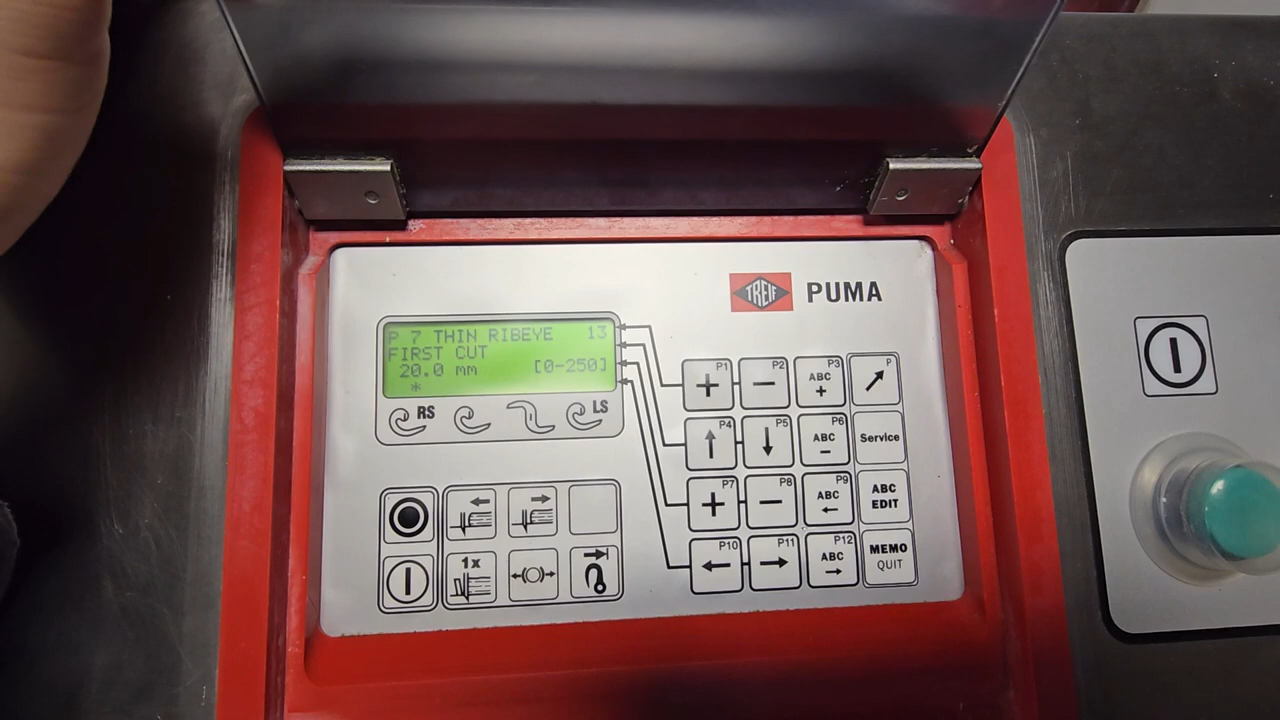 TREIF PUMA
P 7 THIN RIBEYE 13
FIRST CUT
20.0 mm [0-250]
*
RS LS
P1 P2 P3 P
+ − ABC +
P4 P5 P6
↑ ↓ ABC − Service
P7 P8 P9
+ − ABC ← ABC EDIT
P10 P11 P12
← → ABC → MEMO QUIT
1x